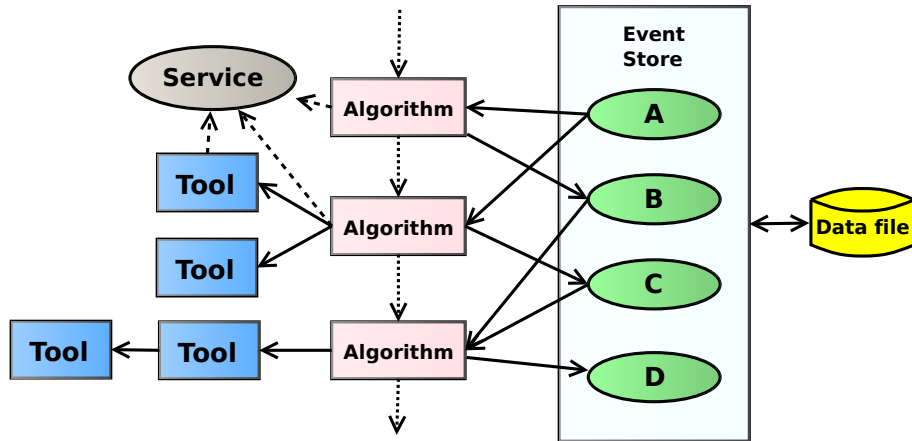 Event
Store
Service
Algorithm
A
Tool
B
Algorithm
Data file
Tool
C
Tool
Tool
Algorithm
D